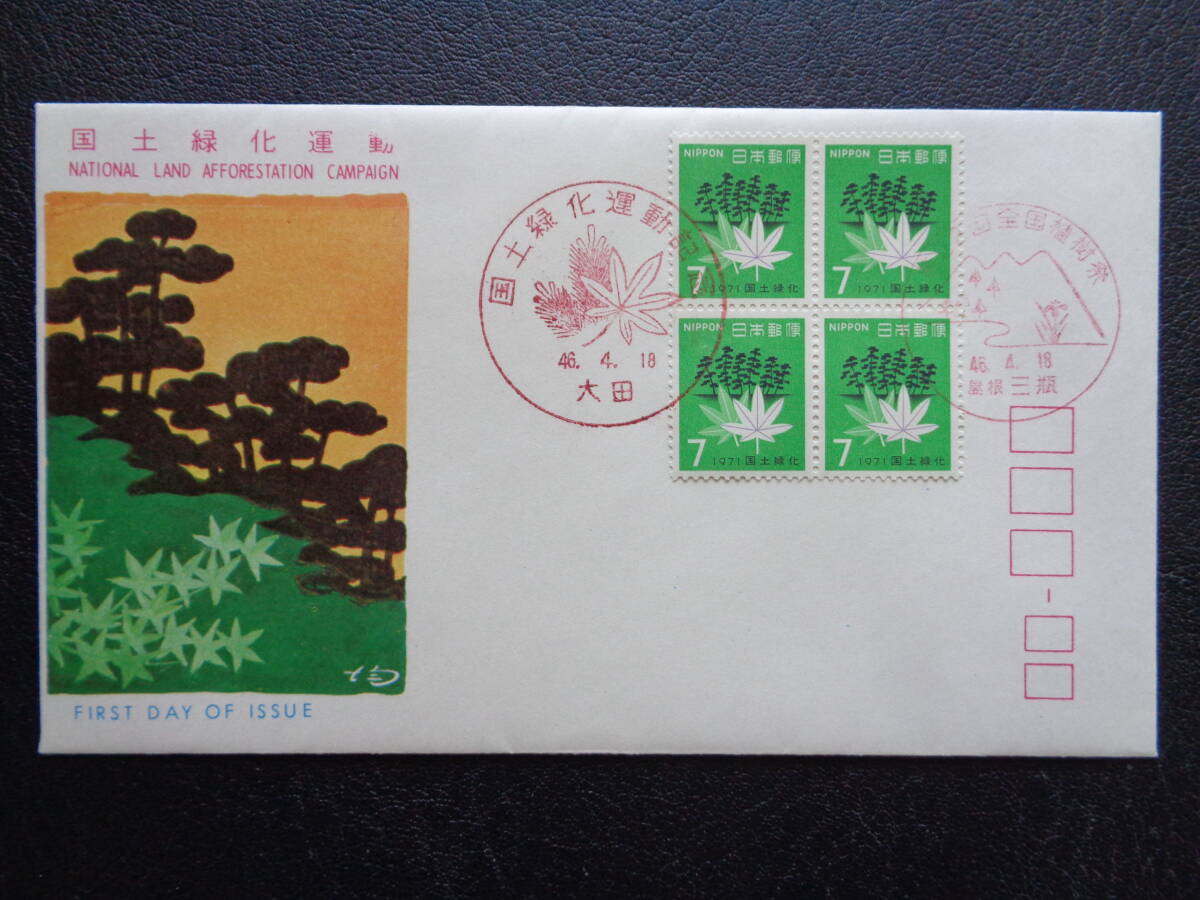 国土緑化運動
NATIONAL LAND AFFORESTATION CAMPAIGN
FIRST DAY OF ISSUE
国土緑化運動記念
46. 4. 18
大田
NIPPON 日本郵便
7 1971 国土緑化
NIPPON 日本郵便
7 1971 国土緑化
NIPPON 日本郵便
7 1971 国土緑化
NIPPON 日本郵便
7 1971 国土緑化
回全国植樹祭
46. 4. 18
島根 三瓶